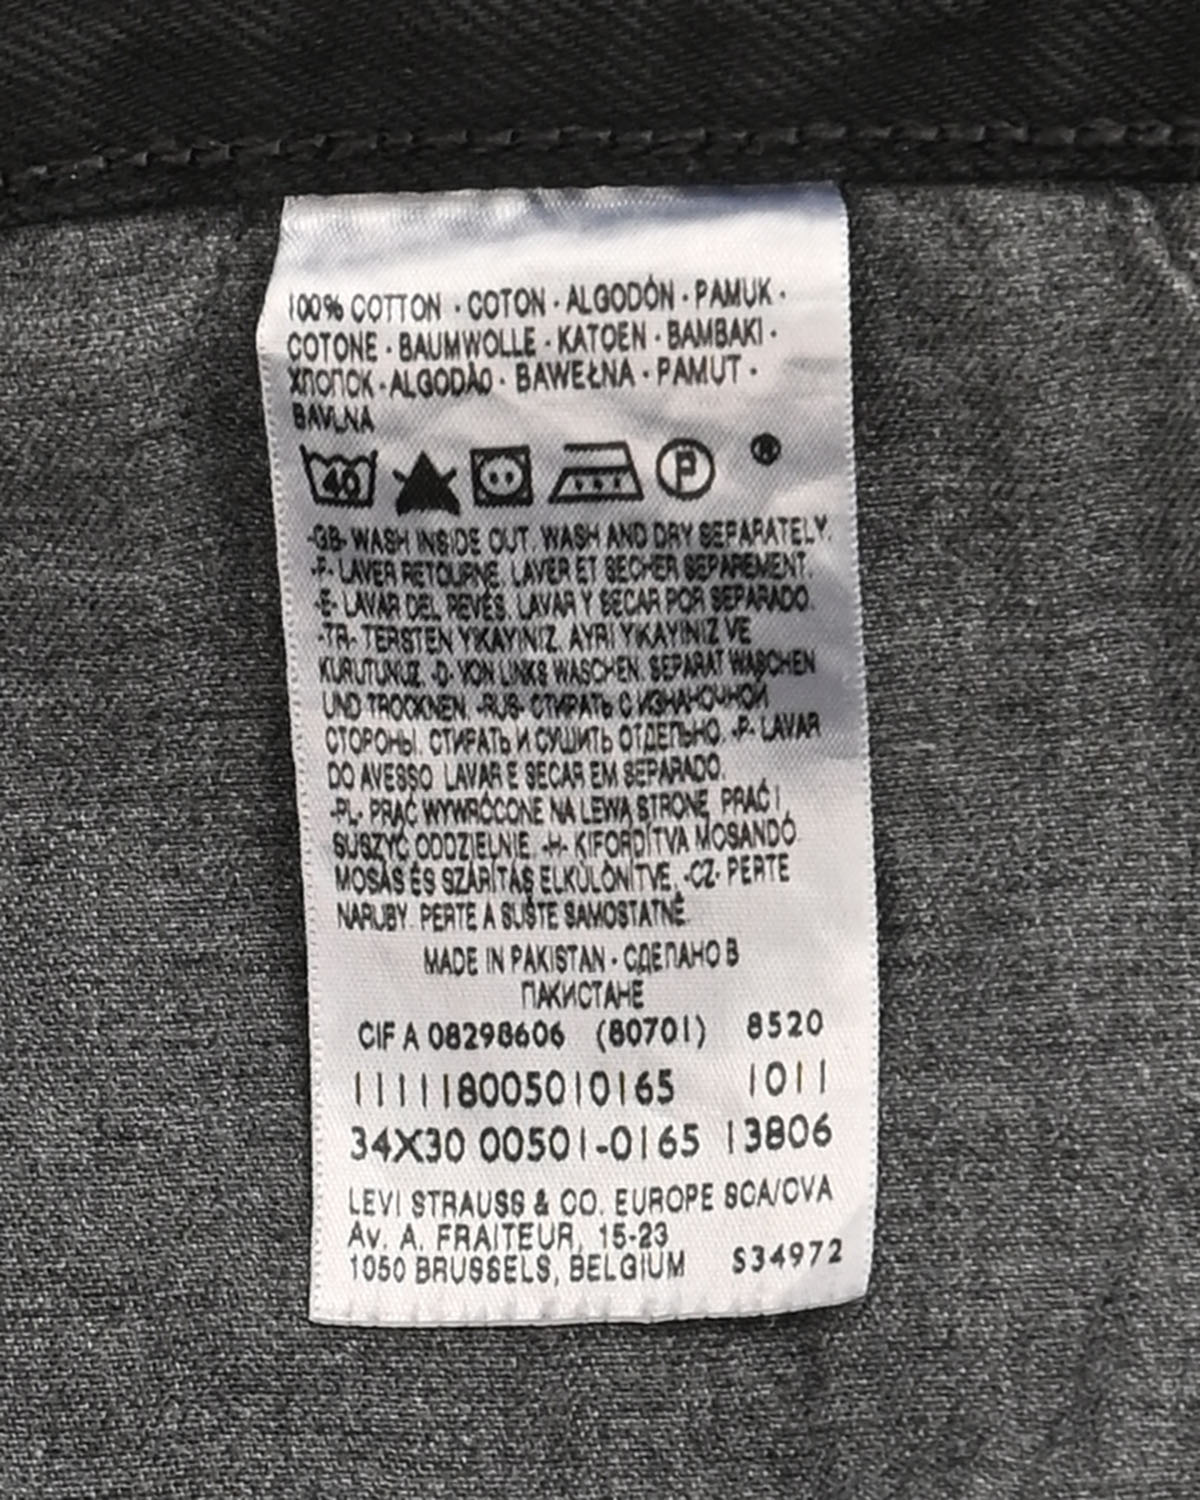 100% COTTON · COTON · ALGODÓN · PAMUK ·
COTONE · BAUMWOLLE · KATOEN · BAMBAKI ·
ХЛОПОК · ALGODÃO · BAWEŁNA · PAMUT ·
BAVLNA
40 P ®
-GB- WASH INSIDE OUT. WASH AND DRY SEPARATELY.
-F- LAVER RETOURNE. LAVER ET SECHER SEPAREMENT.
-E- LAVAR DEL REVÉS. LAVAR Y SECAR POR SEPARADO.
-TR- TERSTEN YIKAYINIZ. AYRI YIKAYINIZ VE
KURUTUNUZ. -D- VON LINKS WASCHEN. SEPARAT WASCHEN
UND TROCKNEN. -RUS- СТИРАТЬ С ИЗНАНОЧНОЙ
СТОРОНЫ. СТИРАТЬ И СУШИТЬ ОТДЕЛЬНО. -P- LAVAR
DO AVESSO. LAVAR E SECAR EM SEPARADO.
-PL- PRAĆ WYWRÓCONE NA LEWĄ STRONĘ. PRAĆ I
SUSZYĆ ODDZIELNIE. -H- KIFORDÍTVA MOSANDÓ.
MOSÁS ÉS SZÁRÍTÁS ELKÜLÖNÍTVE. -CZ- PERTE
NARUBY. PERTE A SUŠTE SAMOSTATNĚ.
MADE IN PAKISTAN · СДЕЛАНО В
ПАКИСТАНЕ
CIF A 08298606 (80701) 8520
111118005010165 1011
34X30 00501-0165 13806
LEVI STRAUSS & CO. EUROPE SCA/CVA
Av. A. FRAITEUR, 15-23
1050 BRUSSELS, BELGIUM S34972